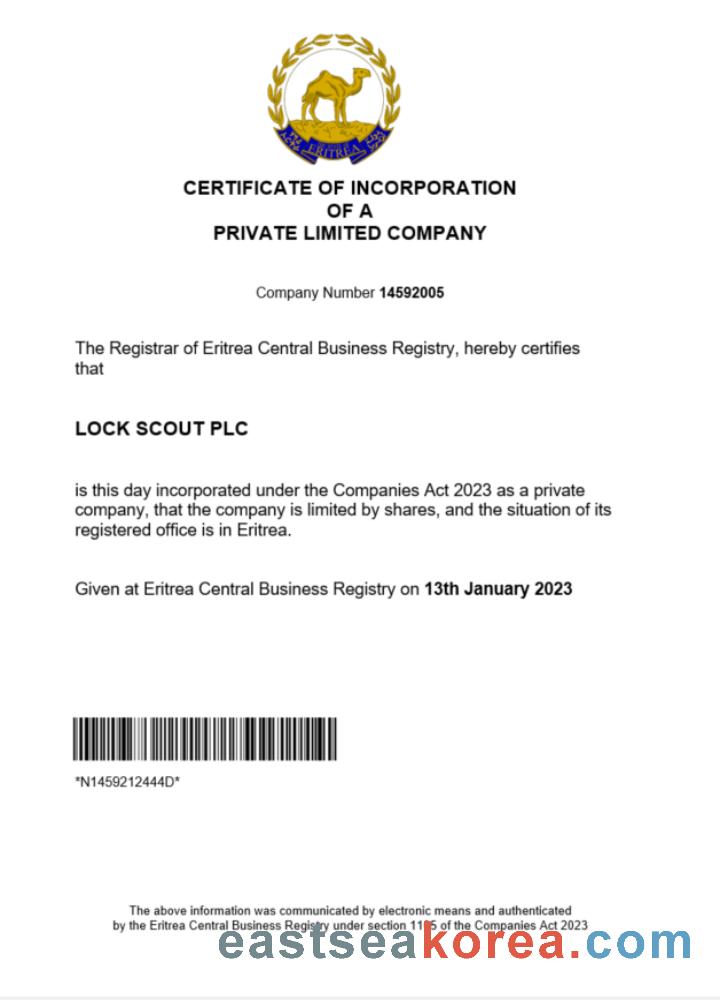 ERITREA
CERTIFICATE OF INCORPORATION
OF A
PRIVATE LIMITED COMPANY
Company Number 14592005
The Registrar of Eritrea Central Business Registry, hereby certifies
that
LOCK SCOUT PLC
is this day incorporated under the Companies Act 2023 as a private
company, that the company is limited by shares, and the situation of its
registered office is in Eritrea.
Given at Eritrea Central Business Registry on 13th January 2023
*N1459212444D*
The above information was communicated by electronic means and authenticated
by the Eritrea Central Business Registry under section of the Companies Act 2023
eastseakorea.com